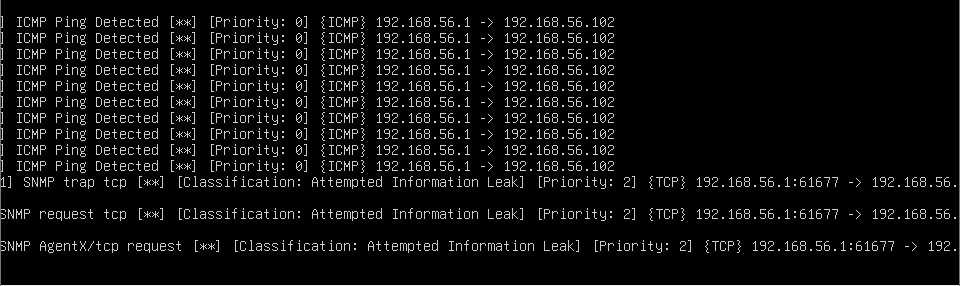 ] ICMP Ping Detected [**] [Priority: 0] {ICMP} 192.168.56.1 -> 192.168.56.102
] ICMP Ping Detected [**] [Priority: 0] {ICMP} 192.168.56.1 -> 192.168.56.102
] ICMP Ping Detected [**] [Priority: 0] {ICMP} 192.168.56.1 -> 192.168.56.102
] ICMP Ping Detected [**] [Priority: 0] {ICMP} 192.168.56.1 -> 192.168.56.102
] ICMP Ping Detected [**] [Priority: 0] {ICMP} 192.168.56.1 -> 192.168.56.102
] ICMP Ping Detected [**] [Priority: 0] {ICMP} 192.168.56.1 -> 192.168.56.102
] ICMP Ping Detected [**] [Priority: 0] {ICMP} 192.168.56.1 -> 192.168.56.102
] ICMP Ping Detected [**] [Priority: 0] {ICMP} 192.168.56.1 -> 192.168.56.102
] ICMP Ping Detected [**] [Priority: 0] {ICMP} 192.168.56.1 -> 192.168.56.102
] ICMP Ping Detected [**] [Priority: 0] {ICMP} 192.168.56.1 -> 192.168.56.102
1] SNMP trap tcp [**] [Classification: Attempted Information Leak] [Priority: 2] {TCP} 192.168.56.1:61677 -> 192.168.56.
SNMP request tcp [**] [Classification: Attempted Information Leak] [Priority: 2] {TCP} 192.168.56.1:61677 -> 192.168.56.
SNMP AgentX/tcp request [**] [Classification: Attempted Information Leak] [Priority: 2] {TCP} 192.168.56.1:61677 -> 192.